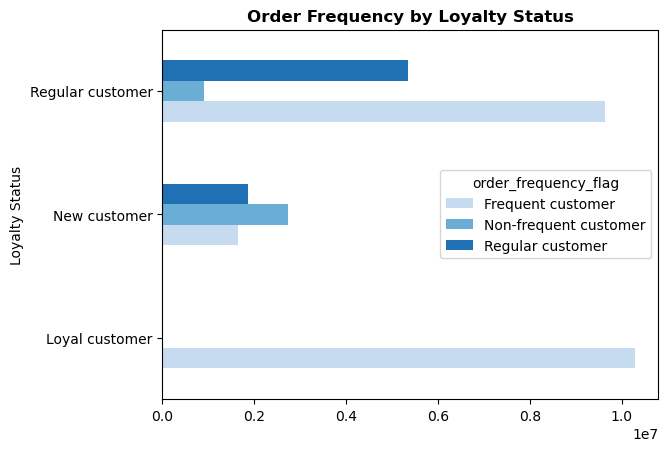 Order Frequency by Loyalty Status
Loyalty Status
Regular customer
New customer
Loyal customer
order_frequency_flag
Frequent customer
Non-frequent customer
Regular customer
0.0 0.2 0.4 0.6 0.8 1.0
1e7